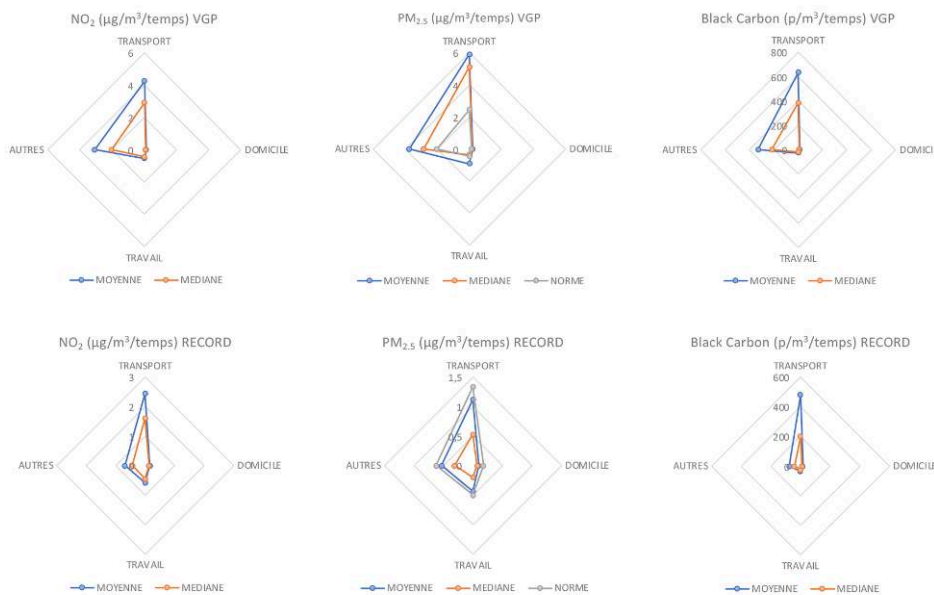 NO₂ (µg/m³/temps) VGP
TRANSPORT
6
4
2
0
AUTRES
DOMICILE
TRAVAIL
MOYENNE MEDIANE
PM₂.₅ (µg/m³/temps) VGP
TRANSPORT
6
4
2
0
AUTRES
DOMICILE
TRAVAIL
MOYENNE MEDIANE NORME
Black Carbon (p/m³/temps) VGP
TRANSPORT
800
600
400
200
0
AUTRES
DOMICI
TRAVAIL
MOYENNE MEDIANE
NO₂ (µg/m³/temps) RECORD
TRANSPORT
3
2
1
0
AUTRES
DOMICILE
TRAVAIL
MOYENNE MEDIANE
PM₂.₅ (µg/m³/temps) RECORD
TRANSPORT
1,5
1
0,5
0
AUTRES
DOMICILE
TRAVAIL
MOYENNE MEDIANE NORME
Black Carbon (p/m³/temps) RECORD
TRANSPORT
600
400
200
0
AUTRES
DOMICILE
TRAVAIL
MOYENNE MEDIANE